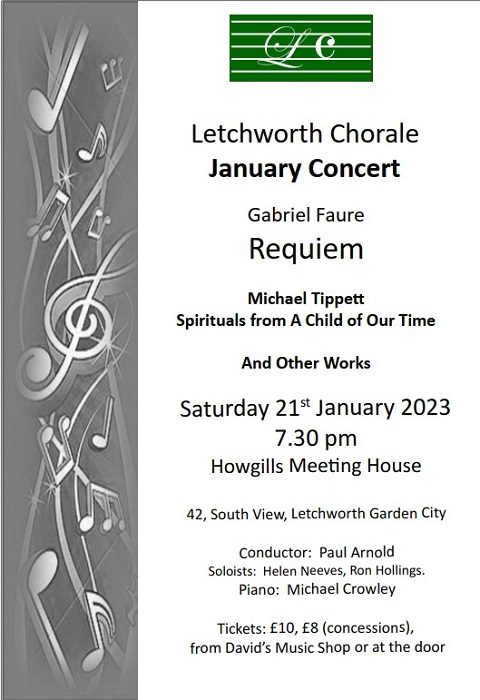 Lc
Letchworth Chorale
January Concert
Gabriel Faure
Requiem
Michael Tippett
Spirituals from A Child of Our Time
And Other Works
Saturday 21st January 2023
7.30 pm
Howgills Meeting House
42, South View, Letchworth Garden City
Conductor: Paul Arnold
Soloists: Helen Neeves, Ron Hollings.
Piano: Michael Crowley
Tickets: £10, £8 (concessions),
from David’s Music Shop or at the door